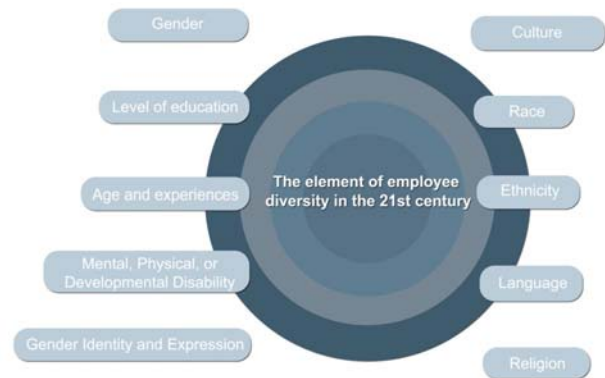 Gender
Culture
Level of education
Race
Age and experiences
The element of employee
diversity in the 21st century
Ethnicity
Mental, Physical, or
Developmental Disability
Language
Gender Identity and Expression
Religion